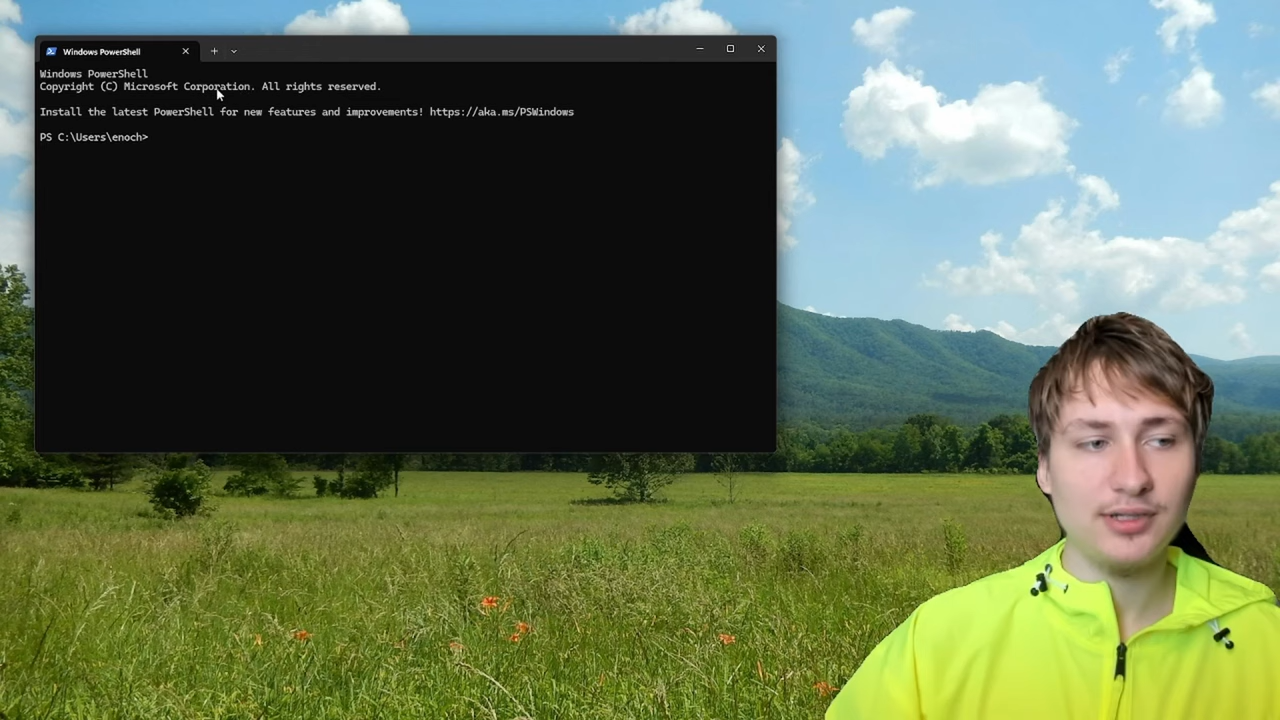 Windows PowerShell
Windows PowerShell
Copyright (C) Microsoft Corporation. All rights reserved.
Install the latest PowerShell for new features and improvements! https://aka.ms/PSWindows
PS C:\Users\enoch>